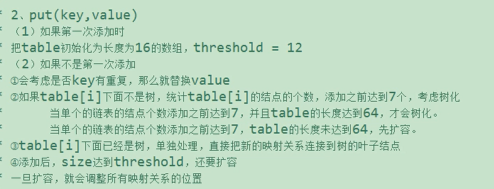 * 2、put(key,value)
* （1）如果第一次添加时
* 把table初始化为长度为16的数组，threshold = 12
* （2）如果不是第一次添加
* ①会考虑是否key有重复，那么就替换value
* ②如果table[i]下面不是树，统计table[i]的结点的个数，添加之前达到7个，考虑树化
* 当单个的链表的结点个数添加之前达到7，并且table的长度达到64，才会树化。
* 当单个的链表的结点个数添加之前达到7，table的长度未达到64，先扩容。
* ③table[i]下面已经是树，单独处理，直接把新的映射关系连接到树的叶子结点
* ④添加后，size达到threshold，还要扩容
* 一旦扩容，就会调整所有映射关系的位置